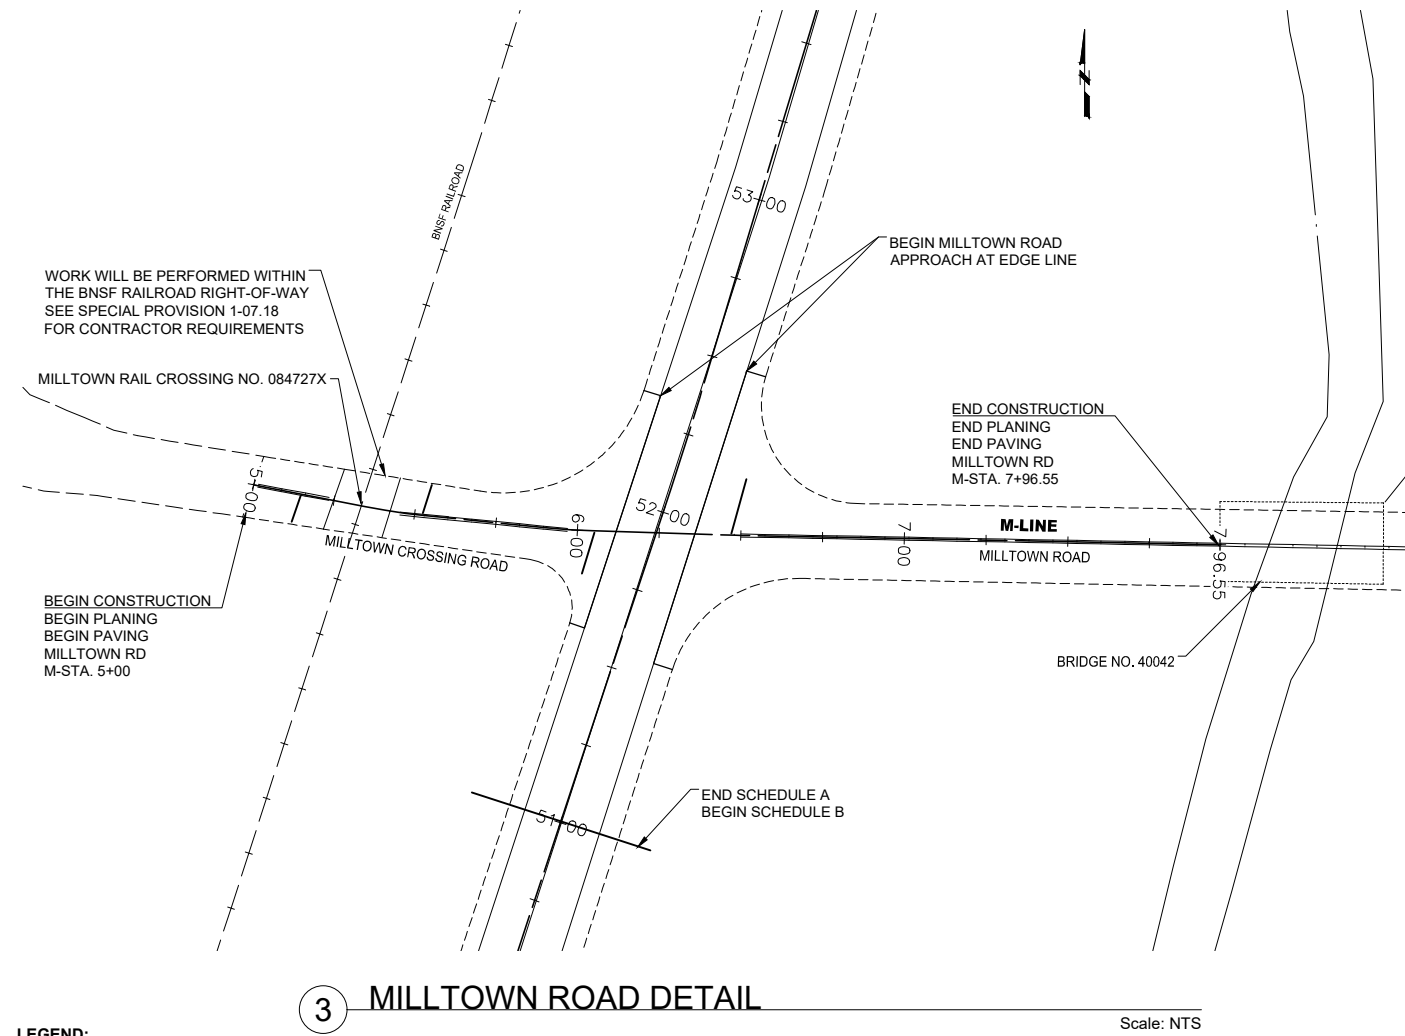 53+00
BNSF RAILROAD
BEGIN MILLTOWN ROAD
APPROACH AT EDGE LINE
WORK WILL BE PERFORMED WITHIN
THE BNSF RAILROAD RIGHT-OF-WAY
SEE SPECIAL PROVISION 1-07.18
FOR CONTRACTOR REQUIREMENTS
MILLTOWN RAIL CROSSING NO. 084727X
END CONSTRUCTION
END PLANING
END PAVING
MILLTOWN RD
M-STA. 7+96.55
5+00
52+00
6+00
M-LINE
7+00
MILLTOWN ROAD
7+96.55
MILLTOWN CROSSING ROAD
BEGIN CONSTRUCTION
BEGIN PLANING
BEGIN PAVING
MILLTOWN RD
M-STA. 5+00
BRIDGE NO. 40042
END SCHEDULE A
BEGIN SCHEDULE B
51+00
3 MILLTOWN ROAD DETAIL
Scale: NTS
LEGEND: